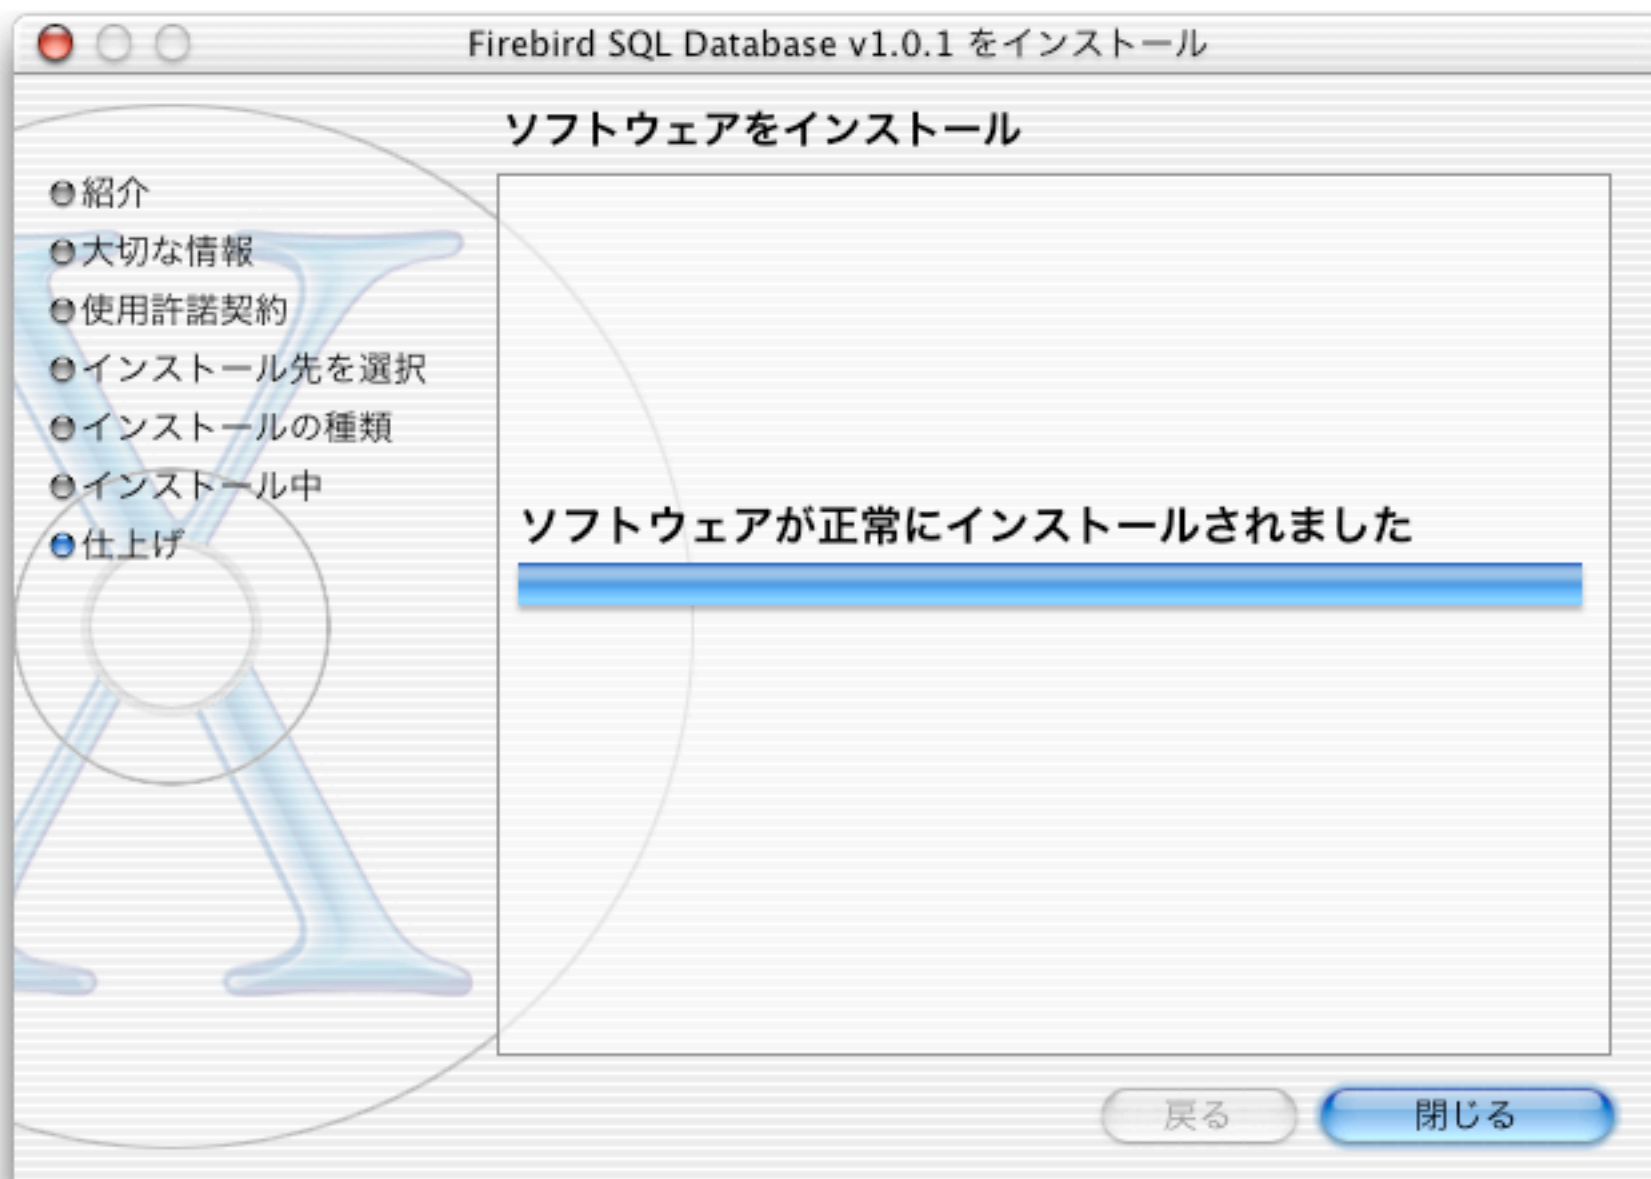 Firebird SQL Database v1.0.1 をインストール
ソフトウェアをインストール
紹介
大切な情報
使用許諾契約
インストール先を選択
インストールの種類
インストール中
仕上げ
ソフトウェアが正常にインストールされました
戻る
閉じる